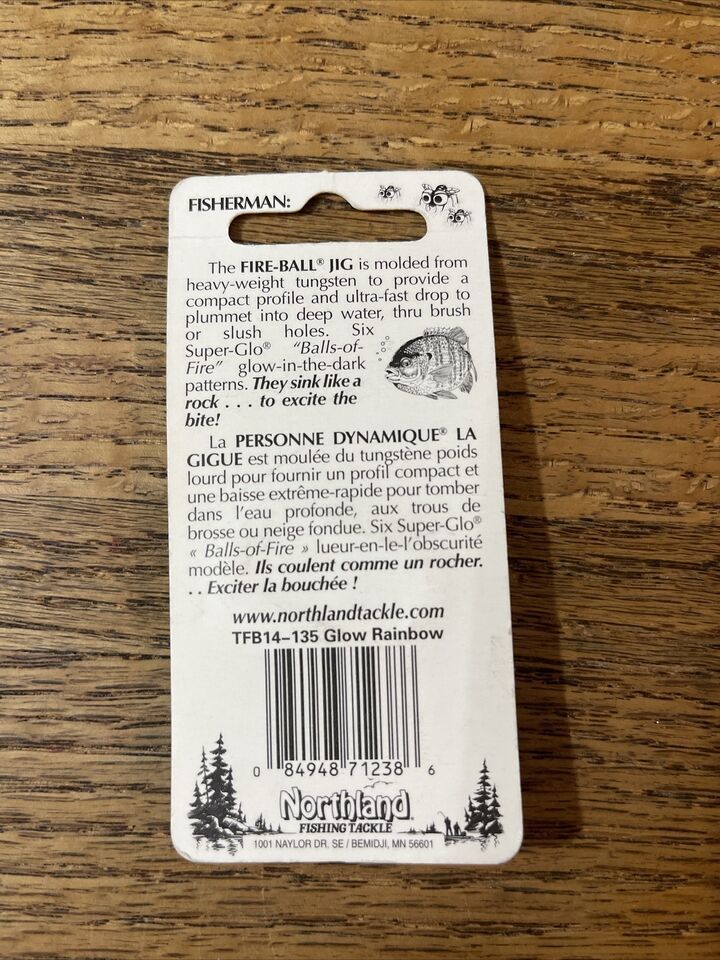 FISHERMAN:
The FIRE-BALL® JIG is molded from
heavy-weight tungsten to provide a
compact profile and ultra-fast drop to
plummet into deep water, thru brush
or slush holes. Six
Super-Glo® "Balls-of-
Fire" glow-in-the-dark
patterns. They sink like a
rock . . . to excite the
bite!
La PERSONNE DYNAMIQUE® LA
GIGUE est moulée du tungstène poids
lourd pour fournir un profil compact et
une baisse extrême-rapide pour tomber
dans l'eau profonde, aux trous de
brosse ou neige fondue. Six Super-Glo®
« Balls-of-Fire » lueur-en-le-l'obscurité
modèle. Ils coulent comme un rocher.
. . Exciter la bouchée !
www.northlandtackle.com
TFB14-135 Glow Rainbow
0 84948 71238 6
Northland
FISHING TACKLE
1001 NAYLOR DR. SE / BEMIDJI, MN 56601